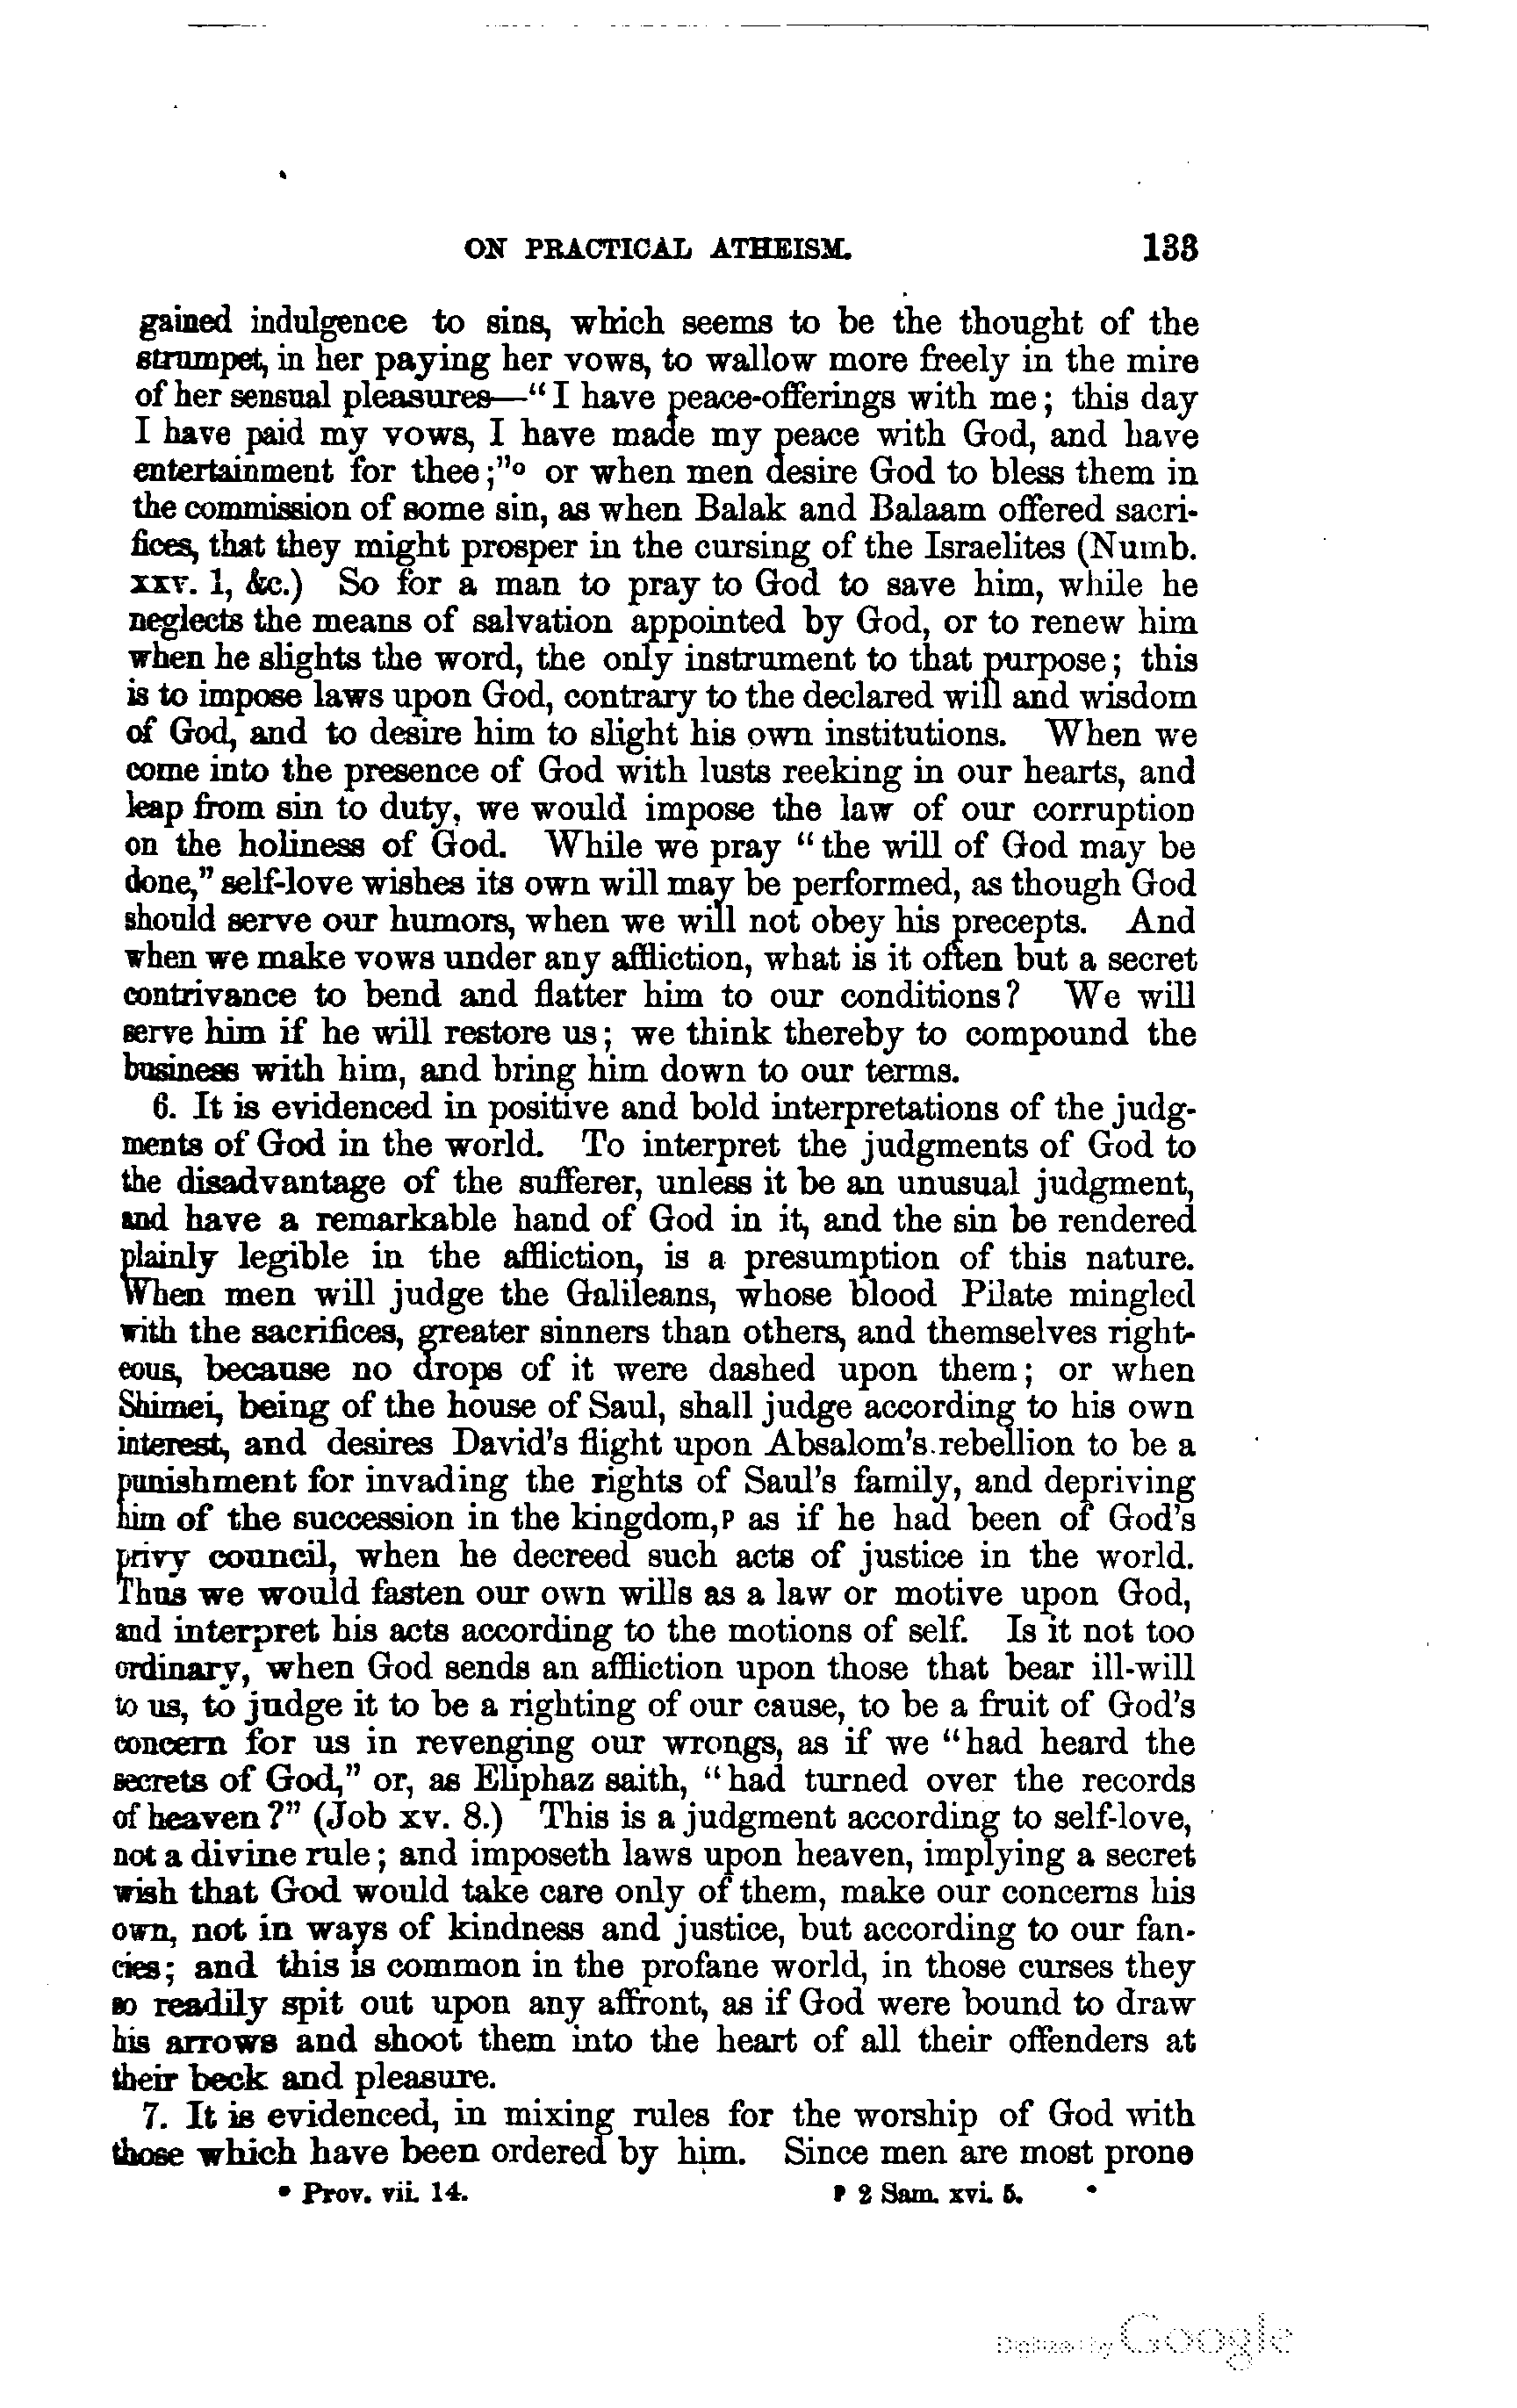 ON PRACTICAL ATHEISM. 133
gained indulgence to sins, which seems to be the thought of the
strumpet, in her paying her vows, to wallow more freely in the mire
of her sensual pleasures—“I have peace-offerings with me; this day
I have paid my vows, I have made my peace with God, and have
entertainment for thee;”o or when men desire God to bless them in
the commission of some sin, as when Balak and Balaam offered sacri-
fices, that they might prosper in the cursing of the Israelites (Numb.
xxv. 1, &c.) So for a man to pray to God to save him, while he
neglects the means of salvation appointed by God, or to renew him
when he slights the word, the only instrument to that purpose; this
is to impose laws upon God, contrary to the declared will and wisdom
of God, and to desire him to slight his own institutions. When we
come into the presence of God with lusts reeking in our hearts, and
leap from sin to duty, we would impose the law of our corruption
on the holiness of God. While we pray “the will of God may be
done,” self-love wishes its own will may be performed, as though God
should serve our humors, when we will not obey his precepts. And
when we make vows under any affliction, what is it often but a secret
contrivance to bend and flatter him to our conditions? We will
serve him if he will restore us; we think thereby to compound the
business with him, and bring him down to our terms.
6. It is evidenced in positive and bold interpretations of the judg-
ments of God in the world. To interpret the judgments of God to
the disadvantage of the sufferer, unless it be an unusual judgment,
and have a remarkable hand of God in it, and the sin be rendered
plainly legible in the affliction, is a presumption of this nature.
When men will judge the Galileans, whose blood Pilate mingled
with the sacrifices, greater sinners than others, and themselves right-
eous, because no drops of it were dashed upon them; or when
Shimei, being of the house of Saul, shall judge according to his own
interest, and desires David's flight upon Absalom's rebellion to be a
punishment for invading the rights of Saul's family, and depriving
him of the succession in the kingdom,p as if he had been of God's
privy council, when he decreed such acts of justice in the world.
Thus we would fasten our own wills as a law or motive upon God,
and interpret his acts according to the motions of self. Is it not too
ordinary, when God sends an affliction upon those that bear ill-will
to us, to judge it to be a righting of our cause, to be a fruit of God's
concern for us in revenging our wrongs, as if we “had heard the
secrets of God,” or, as Eliphaz saith, “had turned over the records
of heaven?” (Job xv. 8.) This is a judgment according to self-love,
not a divine rule; and imposeth laws upon heaven, implying a secret
wish that God would take care only of them, make our concerns his
own, not in ways of kindness and justice, but according to our fan-
cies; and this is common in the profane world, in those curses they
so readily spit out upon any affront, as if God were bound to draw
his arrows and shoot them into the heart of all their offenders at
their beck and pleasure.
7. It is evidenced, in mixing rules for the worship of God with
those which have been ordered by him. Since men are most prone
o Prov. vii. 14. p 2 Sam. xvi. 5.
Digitized by Google